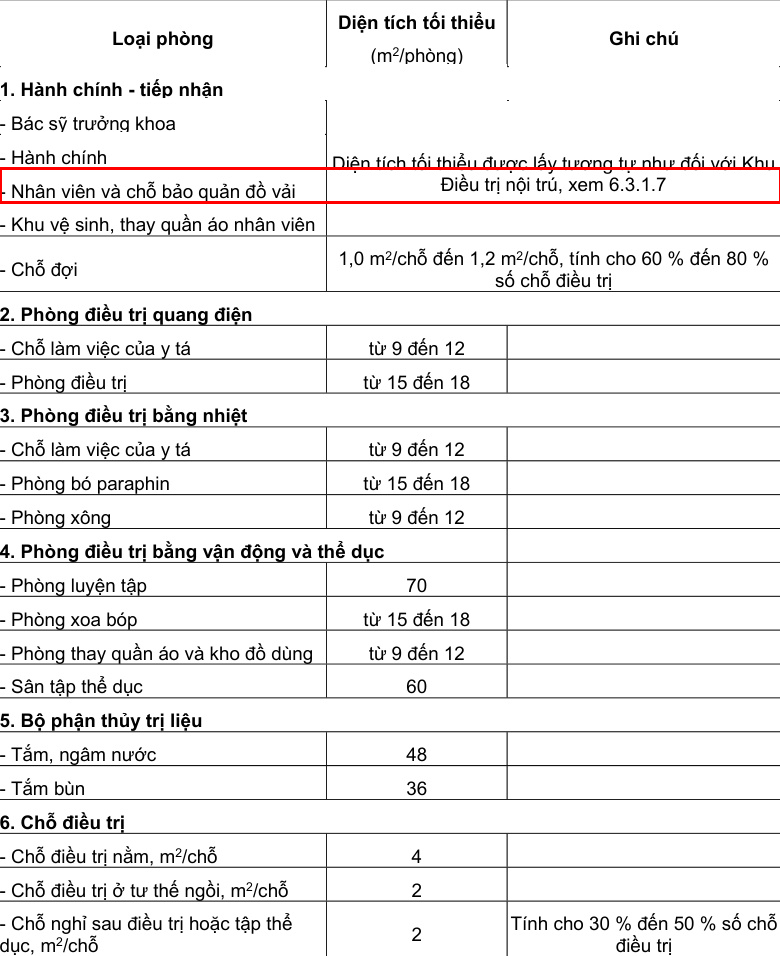 Loại phòng
Diện tích tối thiểu
(m²/phòng)
Ghi chú
1. Hành chính - tiếp nhận
- Bác sỹ trưởng khoa
- Hành chính
- Nhân viên và chỗ bảo quản đồ vải
- Khu vệ sinh, thay quần áo nhân viên
Diện tích tối thiểu được lấy tương tự như đối với Khu
Điều trị nội trú, xem 6.3.1.7
- Chỗ đợi
1,0 m²/chỗ đến 1,2 m²/chỗ, tính cho 60 % đến 80 %
số chỗ điều trị
2. Phòng điều trị quang điện
- Chỗ làm việc của y tá
từ 9 đến 12
- Phòng điều trị
từ 15 đến 18
3. Phòng điều trị bằng nhiệt
- Chỗ làm việc của y tá
từ 9 đến 12
- Phòng bó paraphin
từ 15 đến 18
- Phòng xông
từ 9 đến 12
4. Phòng điều trị bằng vận động và thể dục
- Phòng luyện tập
70
- Phòng xoa bóp
từ 15 đến 18
- Phòng thay quần áo và kho đồ dùng
từ 9 đến 12
- Sân tập thể dục
60
5. Bộ phận thủy trị liệu
- Tắm, ngâm nước
48
- Tắm bùn
36
6. Chỗ điều trị
- Chỗ điều trị nằm, m²/chỗ
4
- Chỗ điều trị ở tư thế ngồi, m²/chỗ
2
- Chỗ nghỉ sau điều trị hoặc tập thể
dục, m²/chỗ
2
Tính cho 30 % đến 50 % số chỗ
điều trị